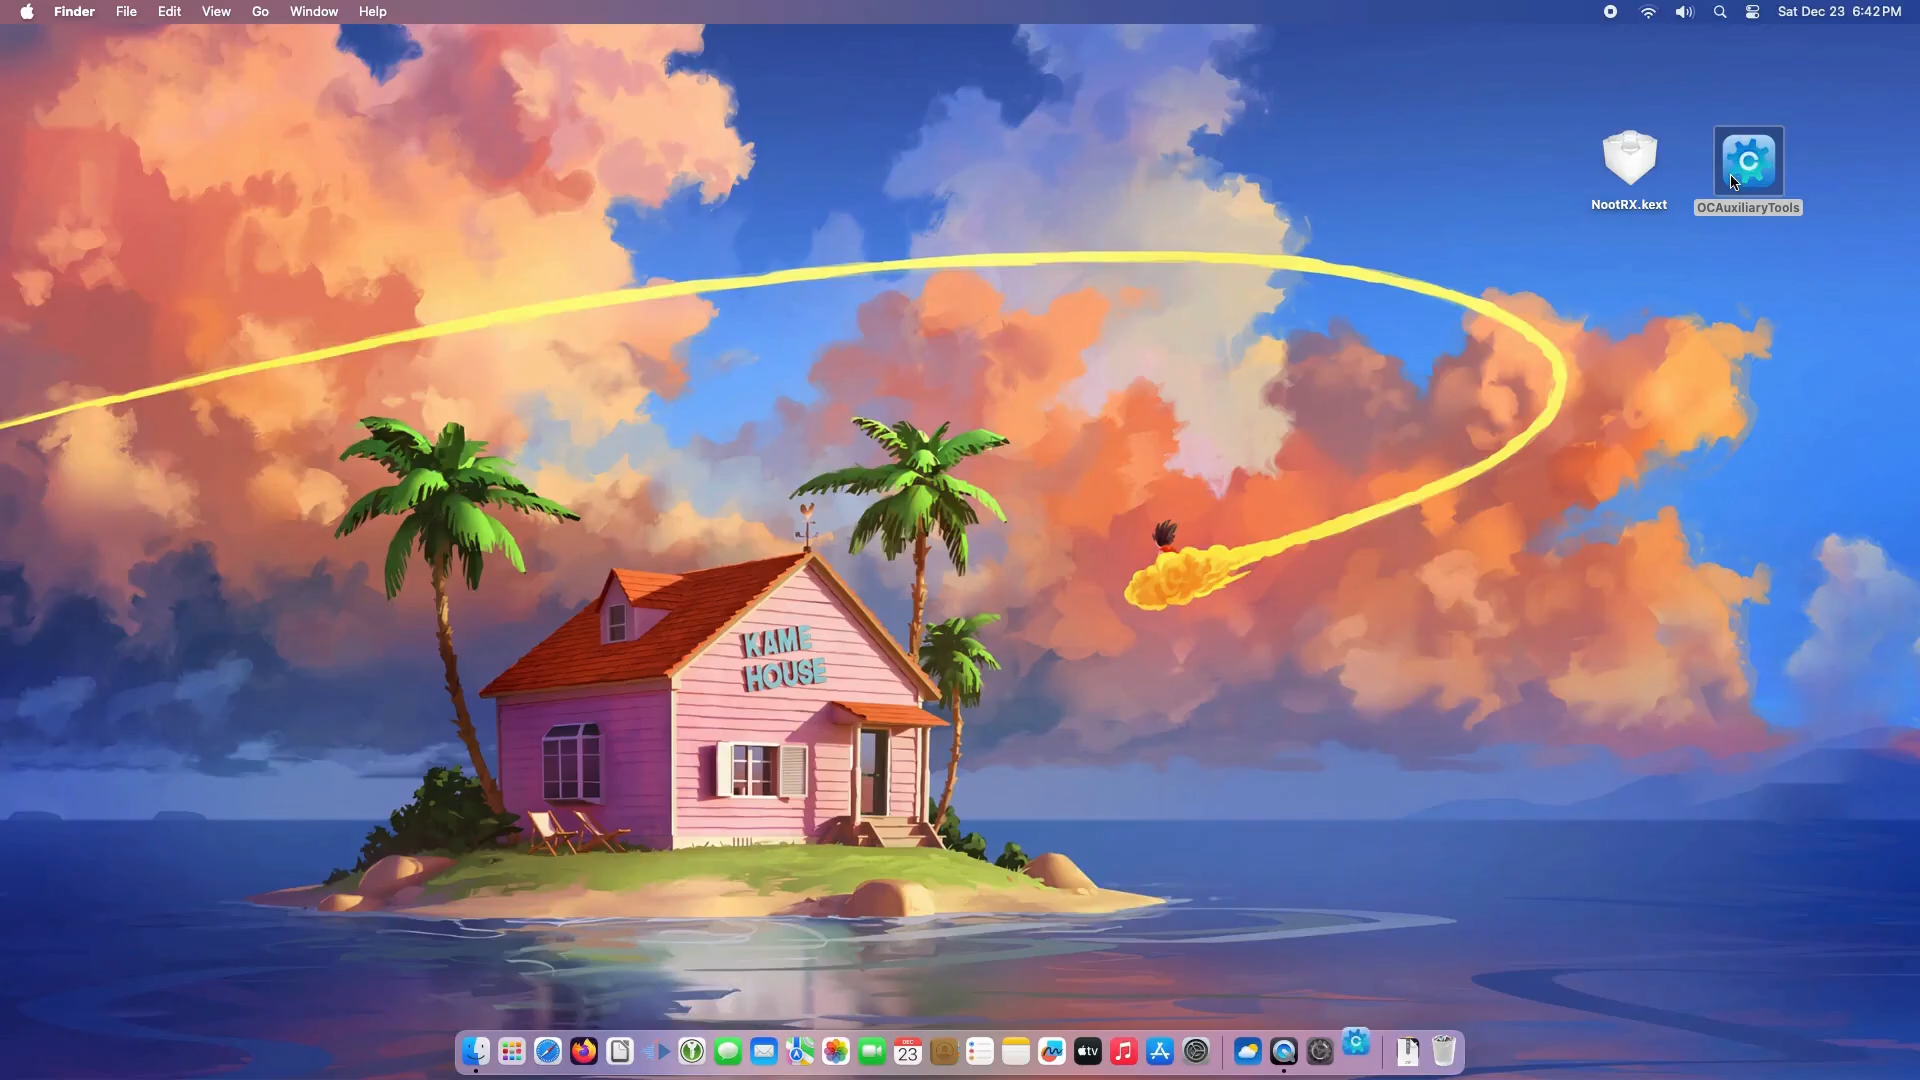 Finder File Edit View Go Window Help
Sat Dec 23 6:42 PM
NootRX.kext
OCAuxiliaryTools
KAME
HOUSE
DEC
23
tv